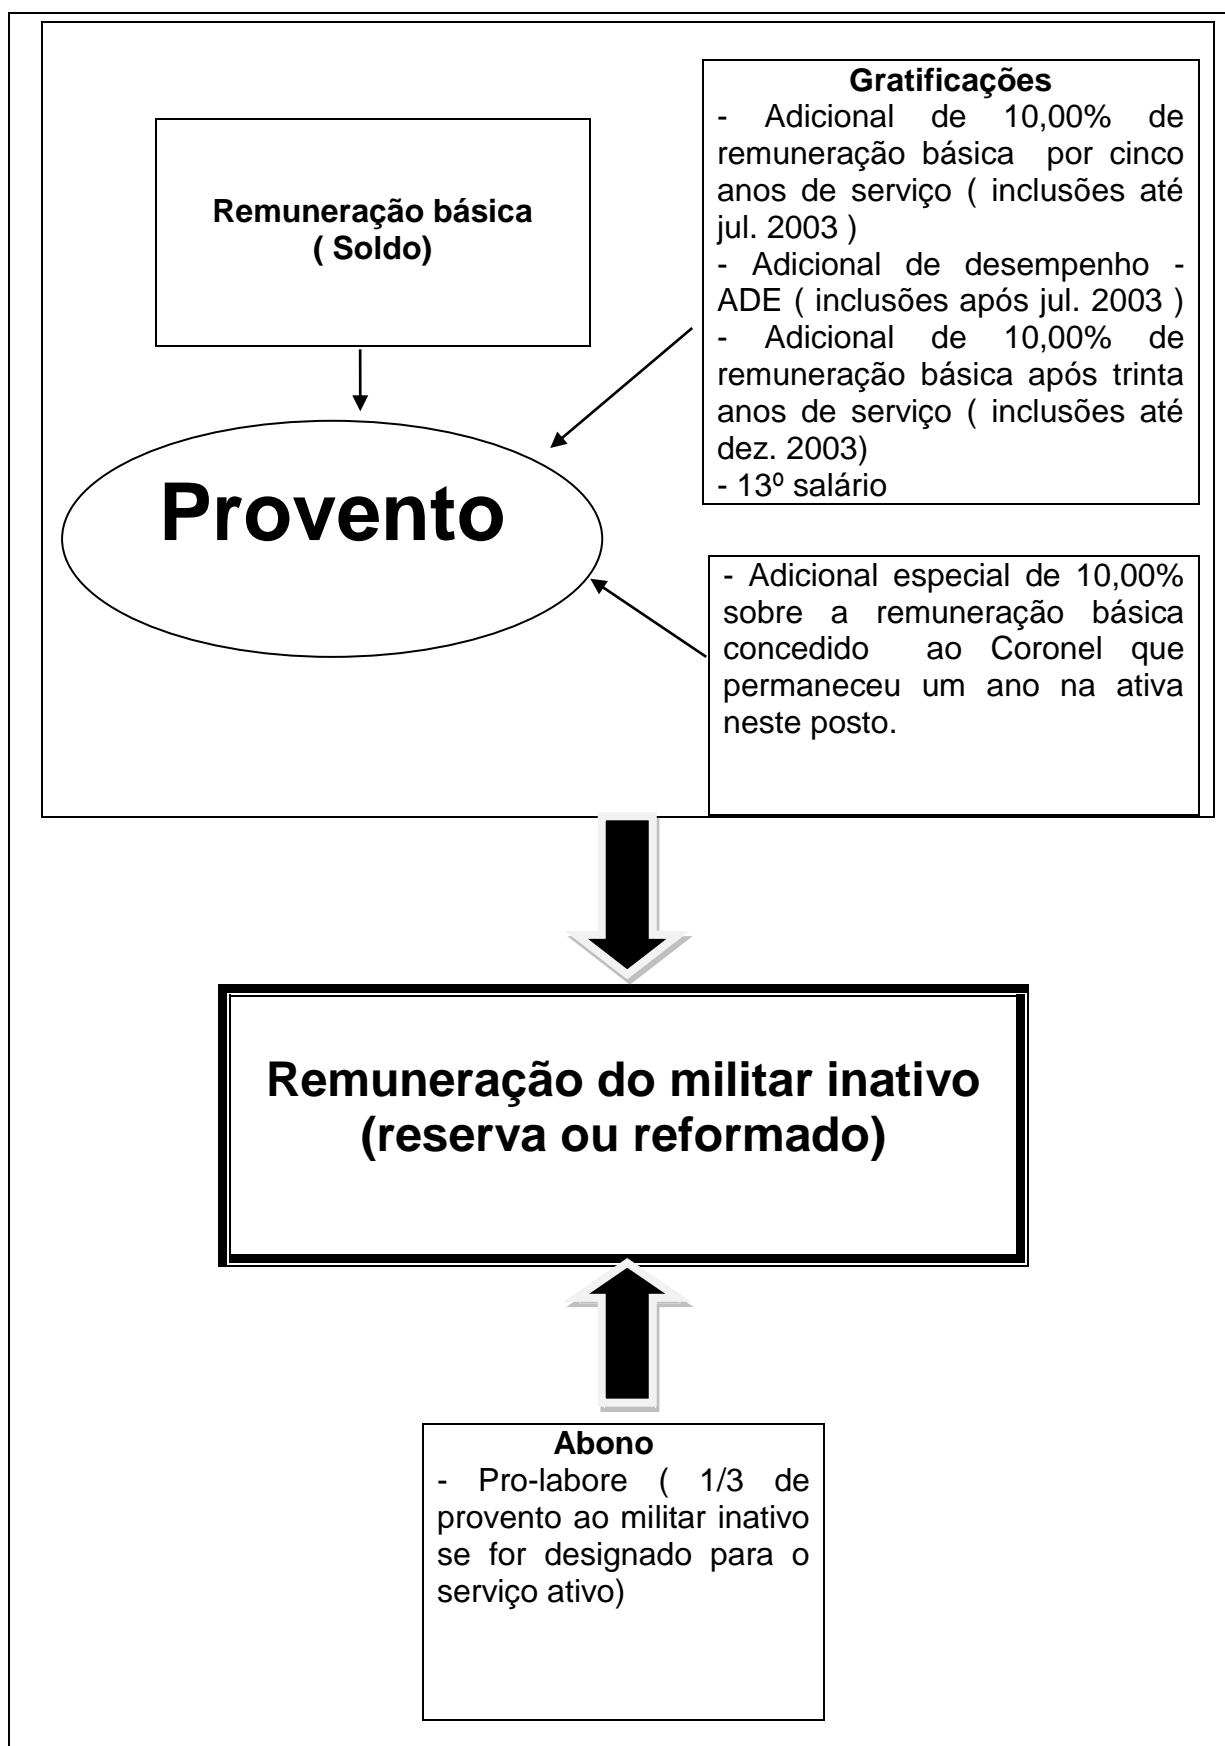 Remuneração básica
( Soldo)
Gratificações
- Adicional de 10,00% de
remuneração básica por cinco
anos de serviço ( inclusões até
jul. 2003 )
- Adicional de desempenho -
ADE ( inclusões após jul. 2003 )
- Adicional de 10,00% de
remuneração básica após trinta
anos de serviço ( inclusões até
dez. 2003)
- 13º salário
Provento
- Adicional especial de 10,00%
sobre a remuneração básica
concedido ao Coronel que
permaneceu um ano na ativa
neste posto.
Remuneração do militar inativo
(reserva ou reformado)
Abono
- Pro-labore ( 1/3 de
provento ao militar inativo
se for designado para o
serviço ativo)